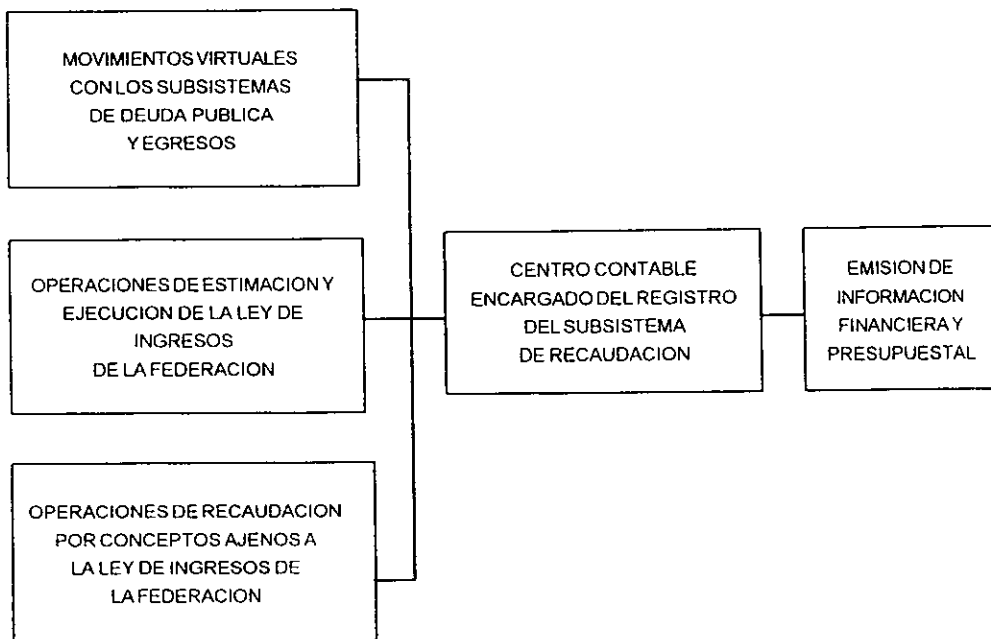 MOVIMIENTOS VIRTUALES
CON LOS SUBSISTEMAS
DE DEUDA PUBLICA
Y EGRESOS
OPERACIONES DE ESTIMACION Y
EJECUCION DE LA LEY DE
INGRESOS
DE LA FEDERACION
OPERACIONES DE RECAUDACION
POR CONCEPTOS AJENOS A
LA LEY DE INGRESOS DE
LA FEDERACION
CENTRO CONTABLE
ENCARGADO DEL REGISTRO
DEL SUBSISTEMA
DE RECAUDACION
EMISION DE
INFORMACION
FINANCIERA Y
PRESUPUESTAL